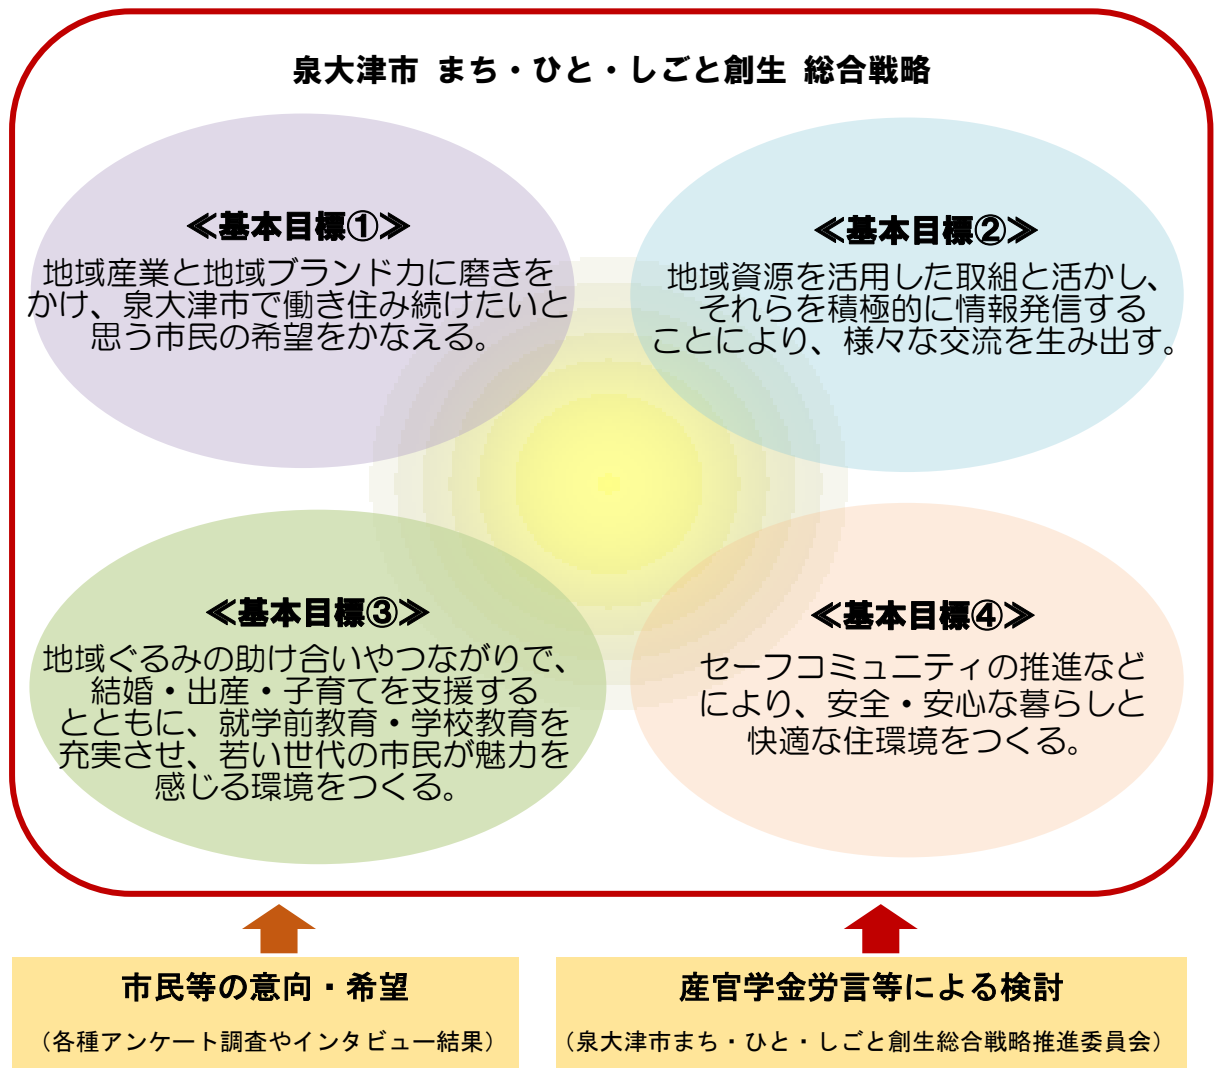 泉大津市 まち・ひと・しごと創生 総合戦略
≪基本目標①≫
地域産業と地域ブランド力に磨きを
かけ、泉大津市で働き住み続けたいと
思う市民の希望をかなえる。
≪基本目標②≫
地域資源を活用した取組と活かし、
それらを積極的に情報発信する
ことにより、様々な交流を生み出す。
≪基本目標③≫
地域ぐるみの助け合いやつながりで、
結婚・出産・子育てを支援する
とともに、就学前教育・学校教育を
充実させ、若い世代の市民が魅力を
感じる環境をつくる。
≪基本目標④≫
セーフコミュニティの推進など
により、安全・安心な暮らしと
快適な住環境をつくる。
市民等の意向・希望
（各種アンケート調査やインタビュー結果）
産官学金労言等による検討
（泉大津市まち・ひと・しごと創生総合戦略推進委員会）